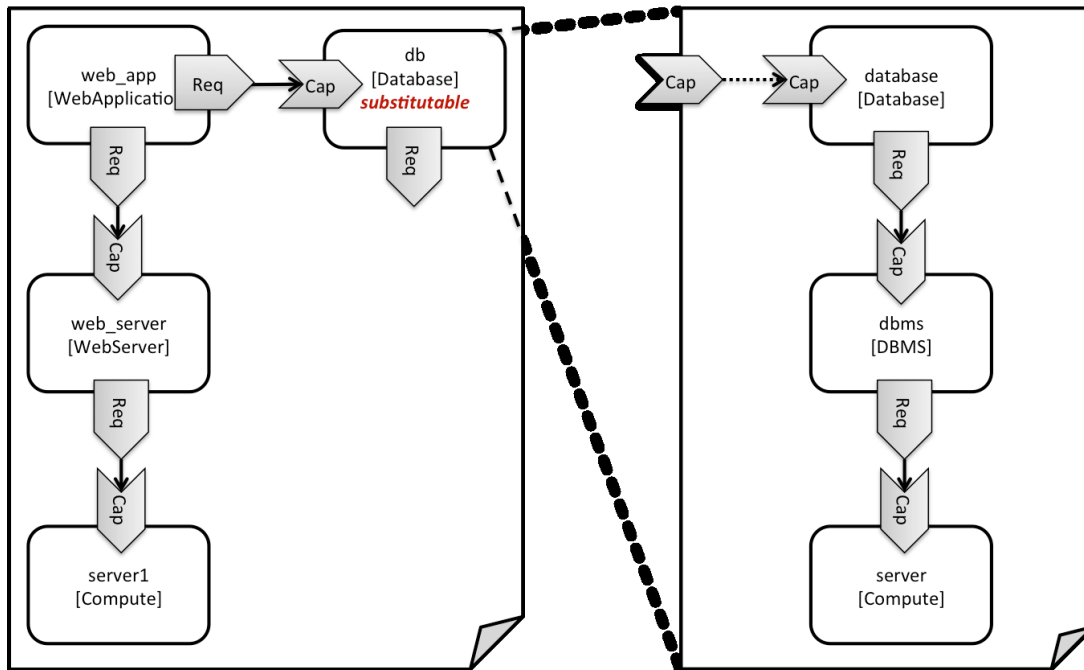 web_app
[WebApplicatio
Req
Cap
db
[Database]
substitutable
Req
Req
Cap
web_server
[WebServer]
Req
Cap
server1
[Compute]
Cap
Cap
database
[Database]
Req
Cap
dbms
[DBMS]
Req
Cap
server
[Compute]